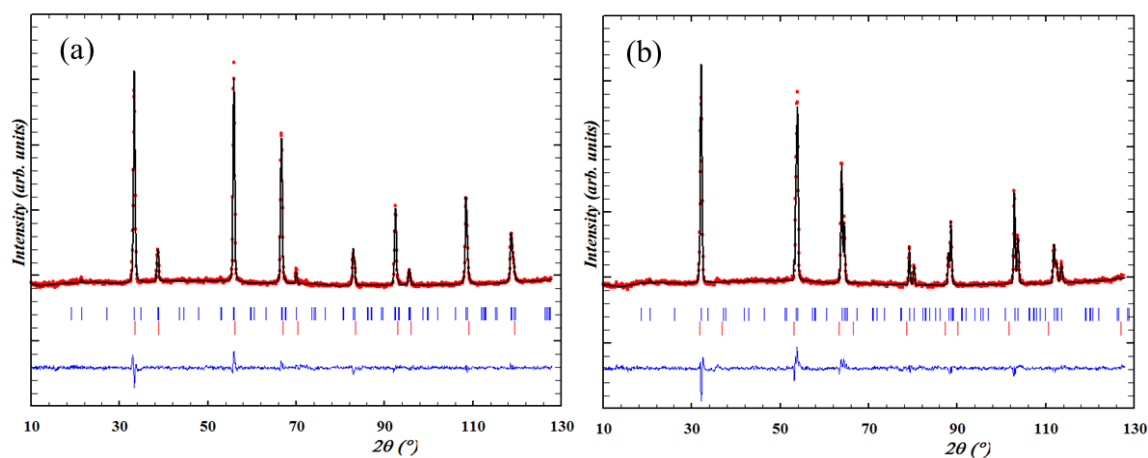 (a)
Intensity (arb. units)
10 30 50 70 90 110 130
2θ (°)
(b)
Intensity (arb. units)
10 30 50 70 90 110 130
2θ (°)